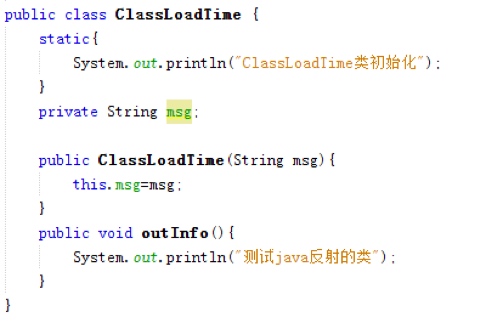 public class ClassLoadTime {
static{
System.out.println("ClassLoadTime类初始化");
}
private String msg;
public ClassLoadTime(String msg){
this.msg=msg;
}
public void outInfo(){
System.out.println("测试java反射的类");
}
}